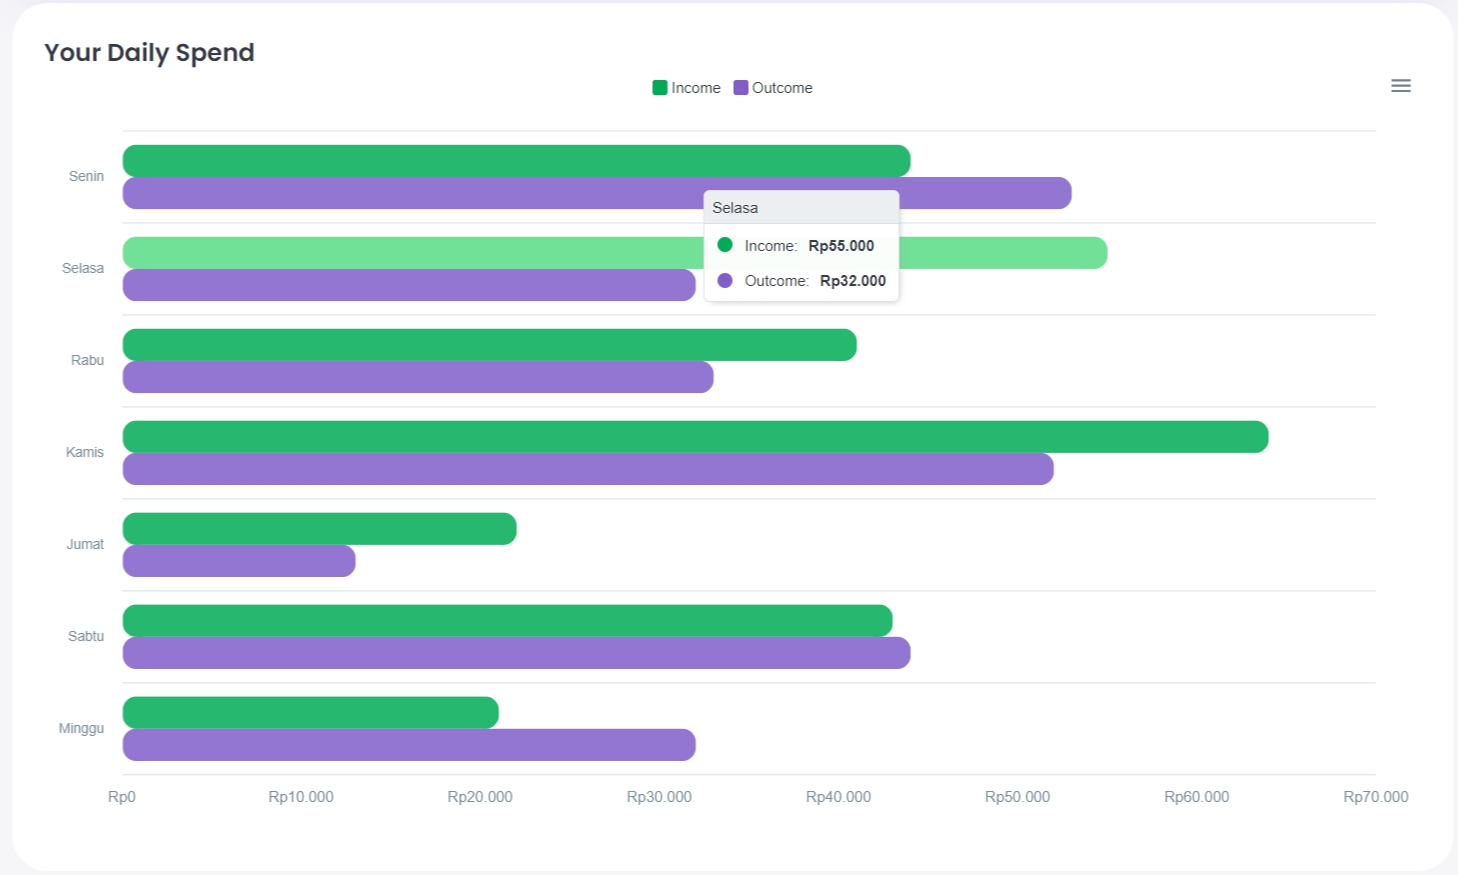 Your Daily Spend
Income Outcome
Senin
Selasa
Selasa
Income: Rp55.000
Outcome: Rp32.000
Rabu
Kamis
Jumat
Sabtu
Minggu
Rp0 Rp10.000 Rp20.000 Rp30.000 Rp40.000 Rp50.000 Rp60.000 Rp70.000